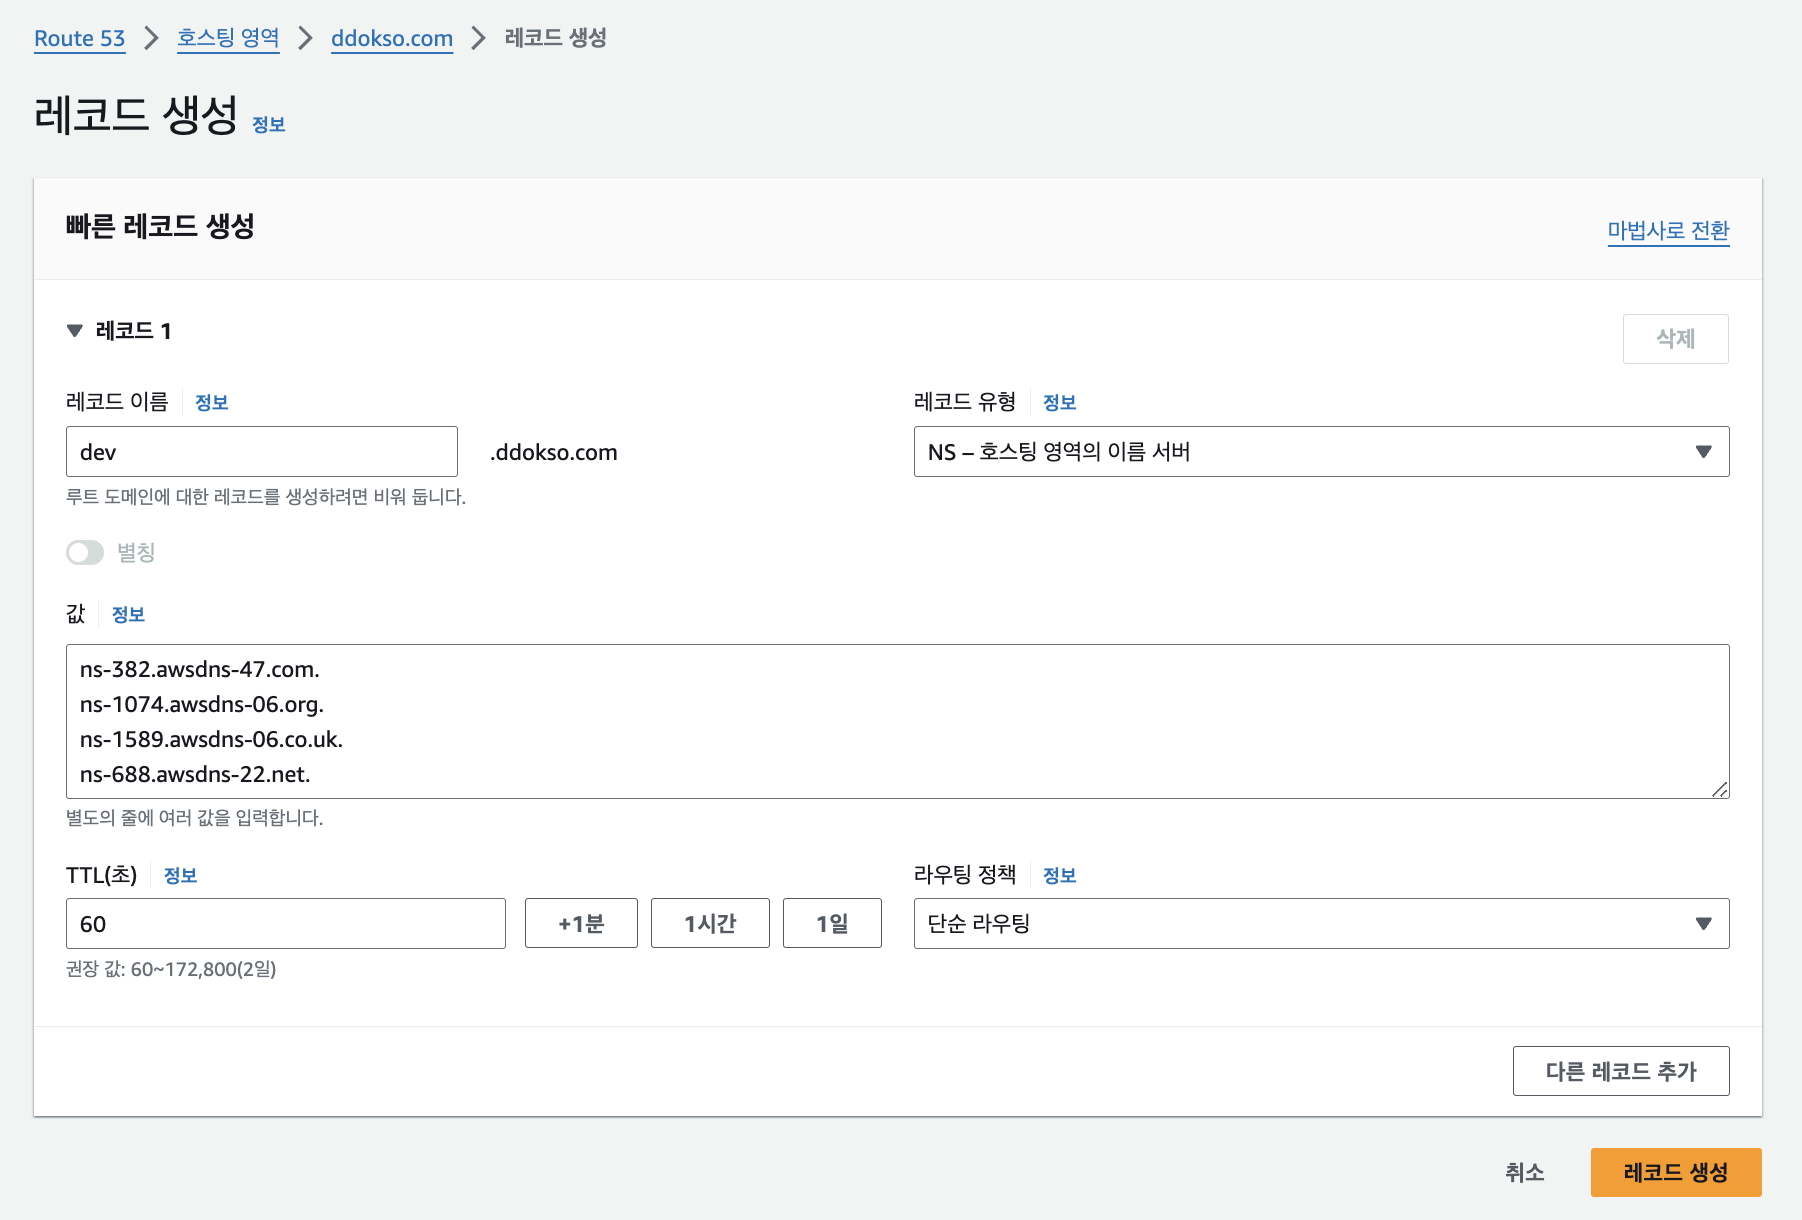 Route 53 > 호스팅 영역 > ddokso.com > 레코드 생성
레코드 생성 정보
빠른 레코드 생성
마법사로 전환
▼ 레코드 1
삭제
레코드 이름 정보
dev
.ddokso.com
루트 도메인에 대한 레코드를 생성하려면 비워 둡니다.
레코드 유형 정보
NS – 호스팅 영역의 이름 서버
별칭
값 정보
ns-382.awsdns-47.com.
ns-1074.awsdns-06.org.
ns-1589.awsdns-06.co.uk.
ns-688.awsdns-22.net.
별도의 줄에 여러 값을 입력합니다.
TTL(초) 정보
60
+1분
1시간
1일
권장 값: 60~172,800(2일)
라우팅 정책 정보
단순 라우팅
다른 레코드 추가
취소
레코드 생성